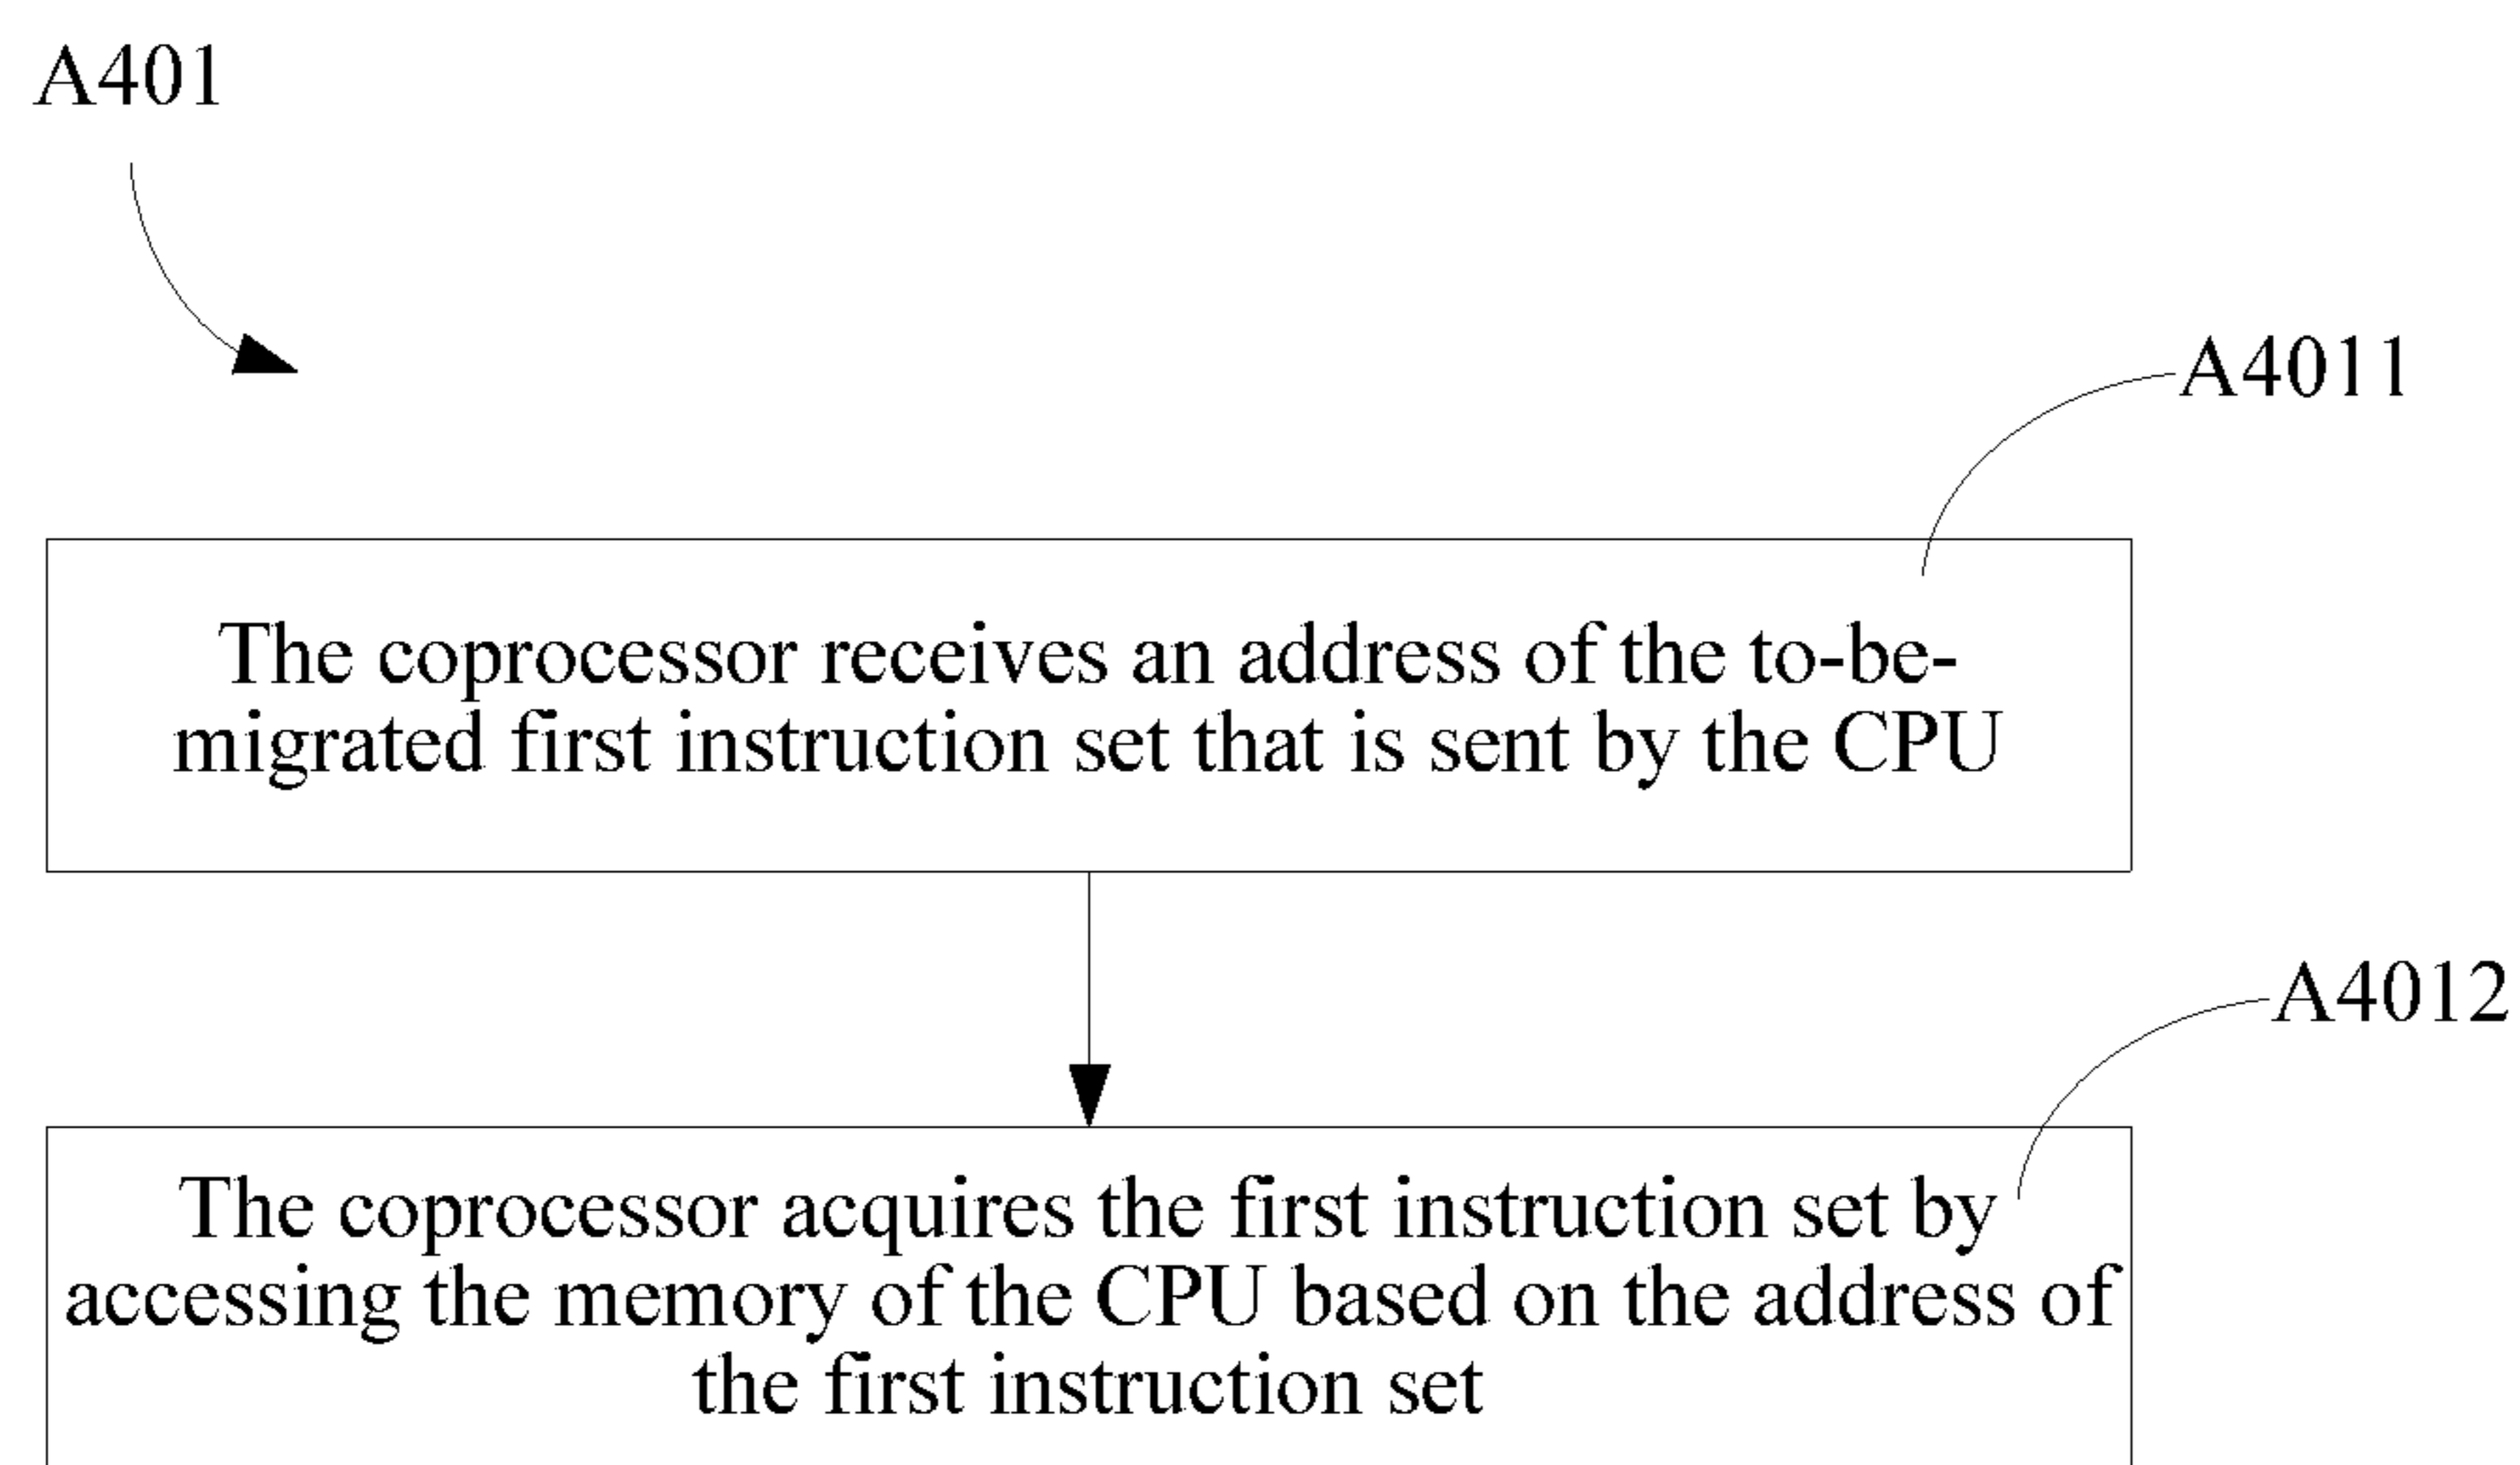 A401
A4011
The coprocessor receives an address of the to-be-
migrated first instruction set that is sent by the CPU
A4012
The coprocessor acquires the first instruction set by
accessing the memory of the CPU based on the address of
the first instruction set